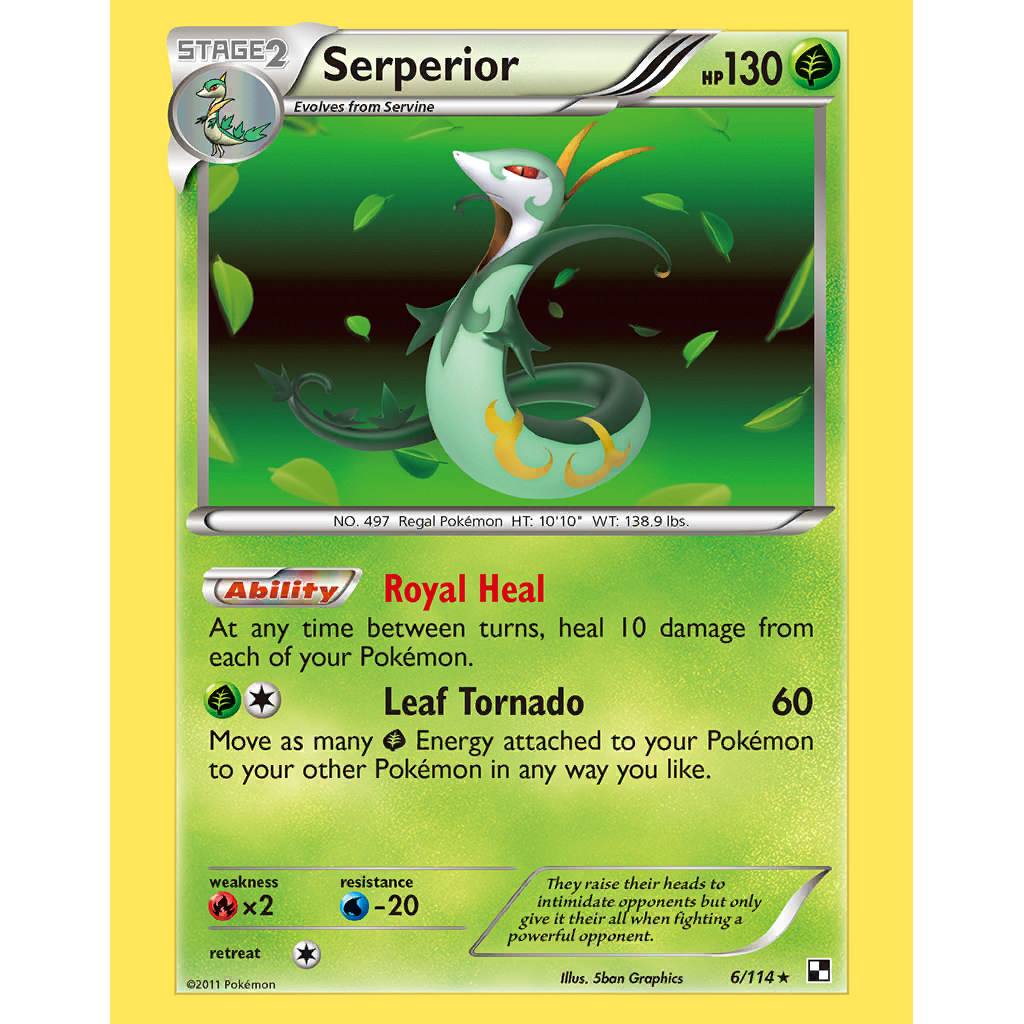 STAGE2
Serperior
HP130
Evolves from Servine
NO. 497 Regal Pokémon HT: 10'10" WT: 138.9 lbs.
Ability Royal Heal
At any time between turns, heal 10 damage from
each of your Pokémon.
Leaf Tornado 60
Move as many Energy attached to your Pokémon
to your other Pokémon in any way you like.
weakness
×2
resistance
-20
They raise their heads to
intimidate opponents but only
give it their all when fighting a
powerful opponent.
retreat
©2011 Pokémon
Illus. 5ban Graphics
6/114★